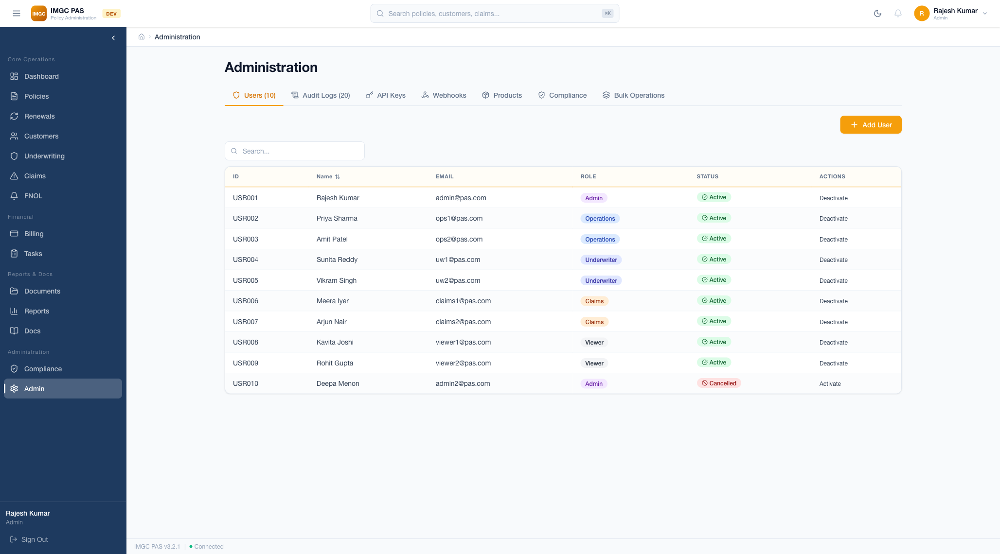 IMGC
IMGC PAS
Policy Administration
DEV
Search policies, customers, claims...
⌘K
R
Rajesh Kumar
Admin
Core Operations
Dashboard
Policies
Renewals
Customers
Underwriting
Claims
FNOL
Financial
Billing
Tasks
Reports & Docs
Documents
Reports
Docs
Administration
Compliance
Admin
Rajesh Kumar
Admin
Sign Out
Administration
Administration
Users (10) Audit Logs (20) API Keys Webhooks Products Compliance Bulk Operations
Add User
Search...
ID Name EMAIL ROLE STATUS ACTIONS
USR001 Rajesh Kumar admin@pas.com Admin Active Deactivate
USR002 Priya Sharma ops1@pas.com Operations Active Deactivate
USR003 Amit Patel ops2@pas.com Operations Active Deactivate
USR004 Sunita Reddy uw1@pas.com Underwriter Active Deactivate
USR005 Vikram Singh uw2@pas.com Underwriter Active Deactivate
USR006 Meera Iyer claims1@pas.com Claims Active Deactivate
USR007 Arjun Nair claims2@pas.com Claims Active Deactivate
USR008 Kavita Joshi viewer1@pas.com Viewer Active Deactivate
USR009 Rohit Gupta viewer2@pas.com Viewer Active Deactivate
USR010 Deepa Menon admin2@pas.com Admin Cancelled Activate
IMGC PAS v3.2.1 | Connected